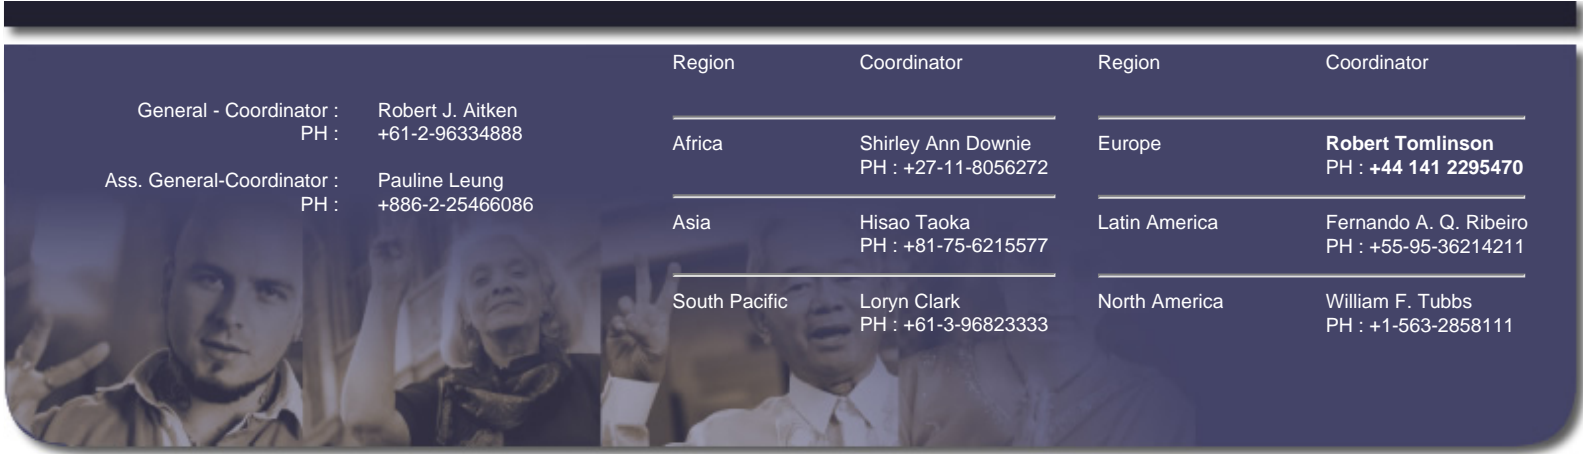 General - Coordinator : Robert J. Aitken
PH : +61-2-96334888
Ass. General-Coordinator : Pauline Leung
PH : +886-2-25466086
Region Coordinator
Africa Shirley Ann Downie
PH : +27-11-8056272
Asia Hisao Taoka
PH : +81-75-6215577
South Pacific Loryn Clark
PH : +61-3-96823333
Region Coordinator
Europe Robert Tomlinson
PH : +44 141 2295470
Latin America Fernando A. Q. Ribeiro
PH : +55-95-36214211
North America William F. Tubbs
PH : +1-563-2858111